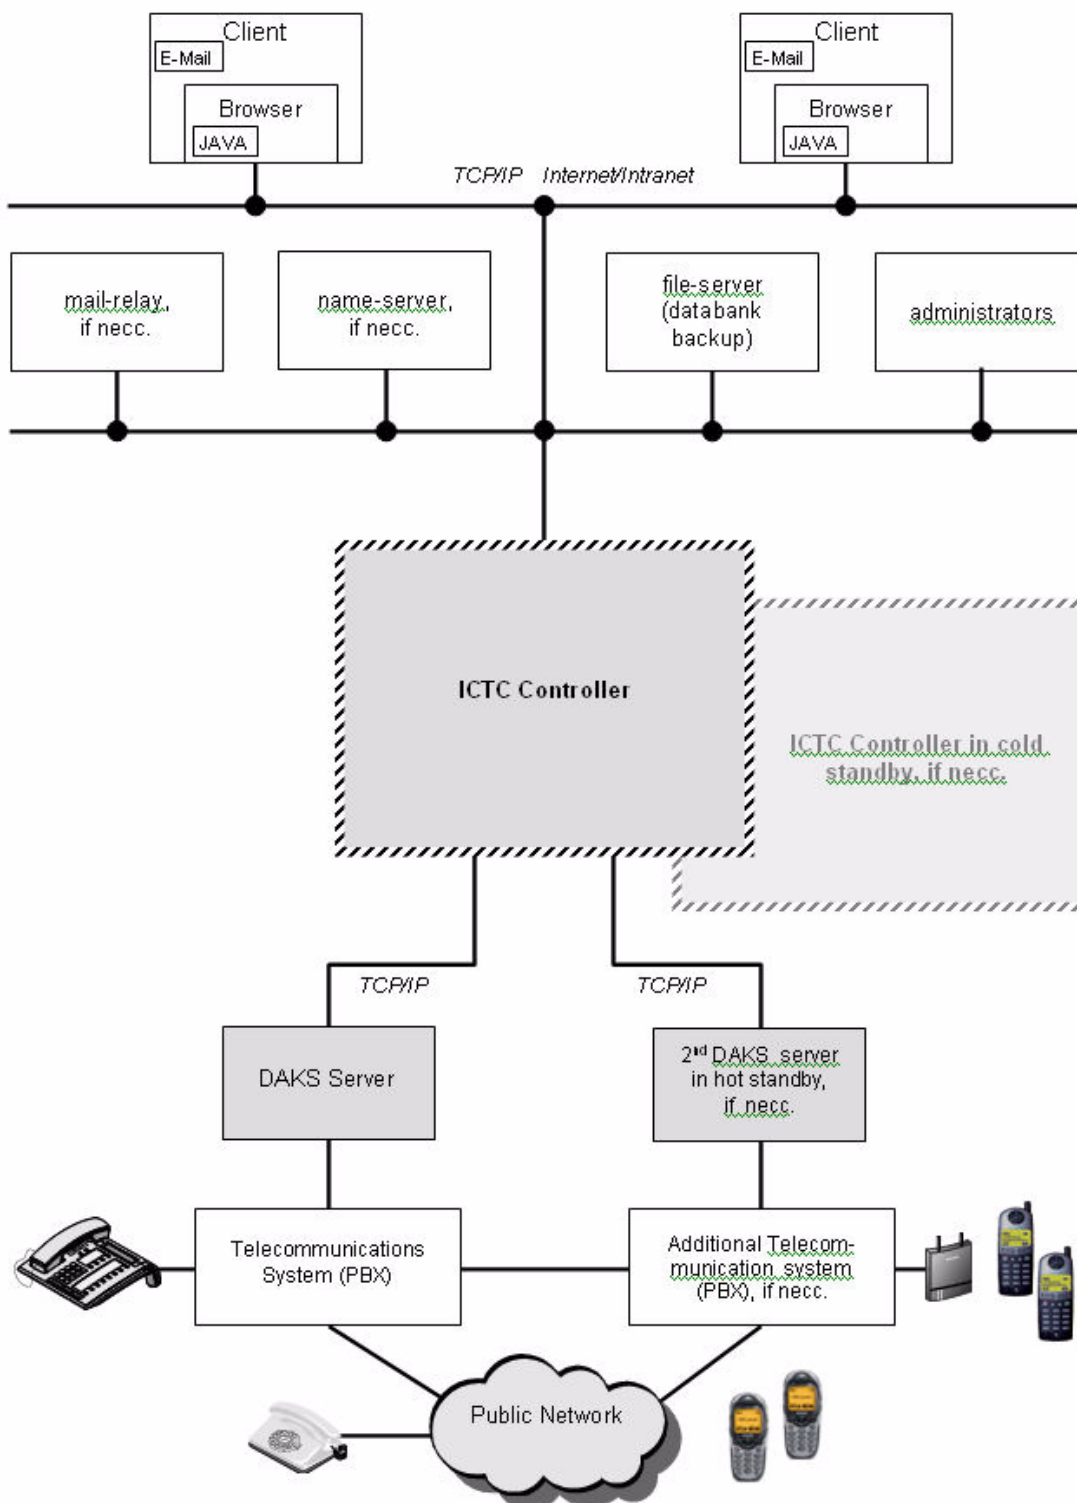 Client
E-Mail
Browser
JAVA
Client
E-Mail
Browser
JAVA
TCP/IP Internet/Intranet
mail-relay,
if necc.
name-server,
if necc.
file-server
(databank
backup)
administrators
ICTC Controller
ICTC Controller in cold
standby, if necc.
TCP/IP
TCP/IP
DAKS Server
2nd DAKS server
in hot standby,
if necc.
Telecommunications
System (PBX)
Additional Telecom-
munication system
(PBX), if necc.
Public Network